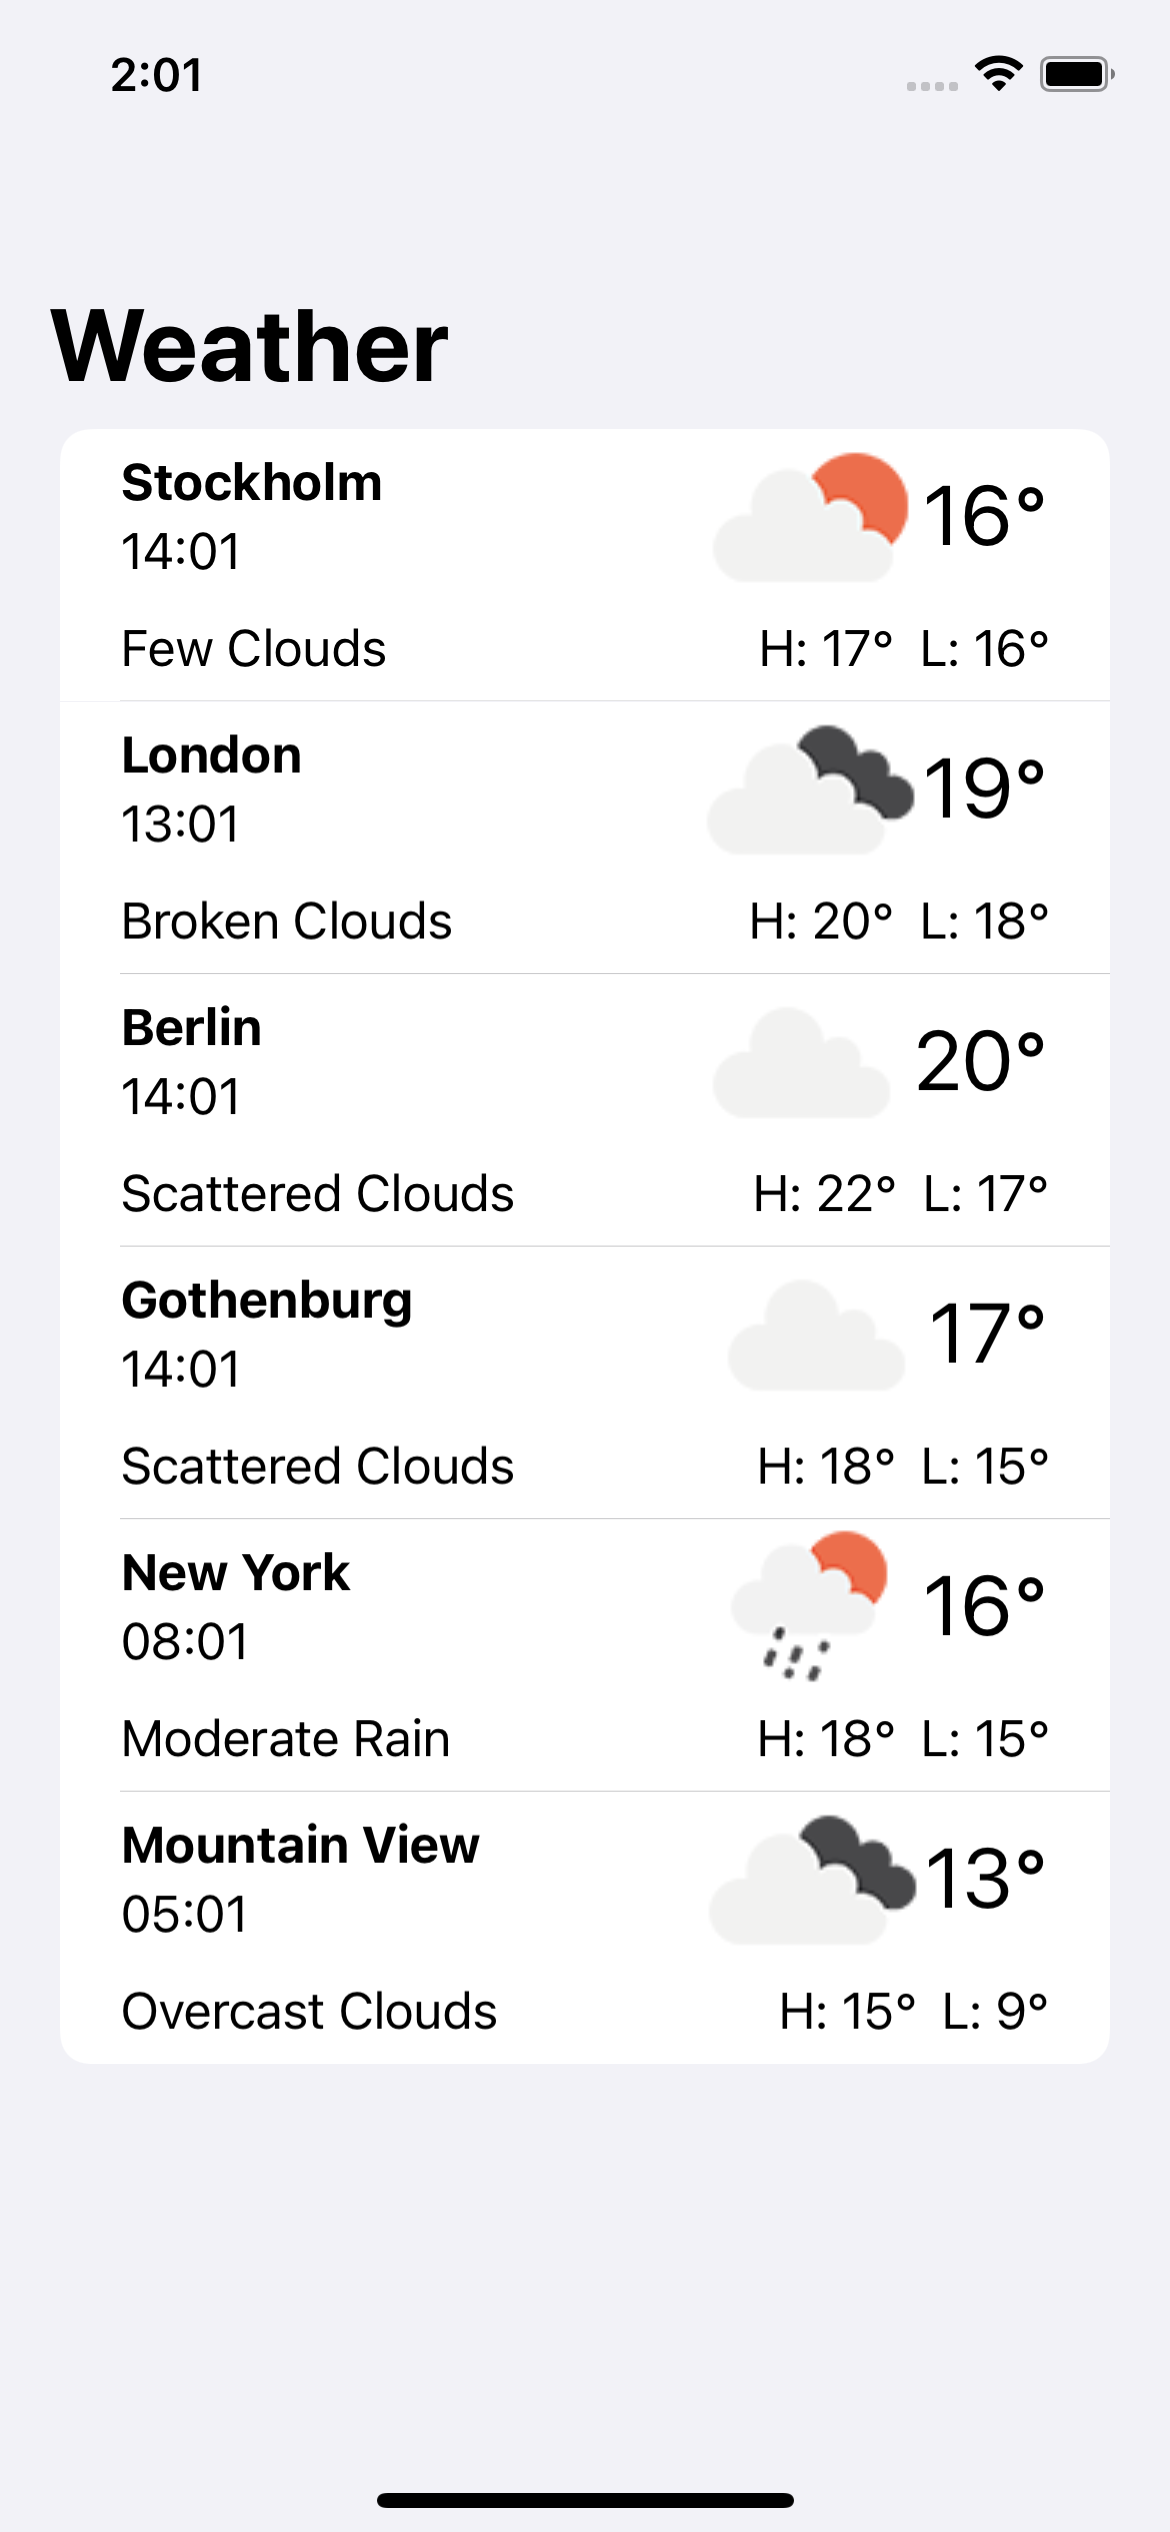 2:01
Weather
Stockholm
14:01
16°
Few Clouds
H: 17° L: 16°
London
13:01
19°
Broken Clouds
H: 20° L: 18°
Berlin
14:01
20°
Scattered Clouds
H: 22° L: 17°
Gothenburg
14:01
17°
Scattered Clouds
H: 18° L: 15°
New York
08:01
16°
Moderate Rain
H: 18° L: 15°
Mountain View
05:01
13°
Overcast Clouds
H: 15° L: 9°